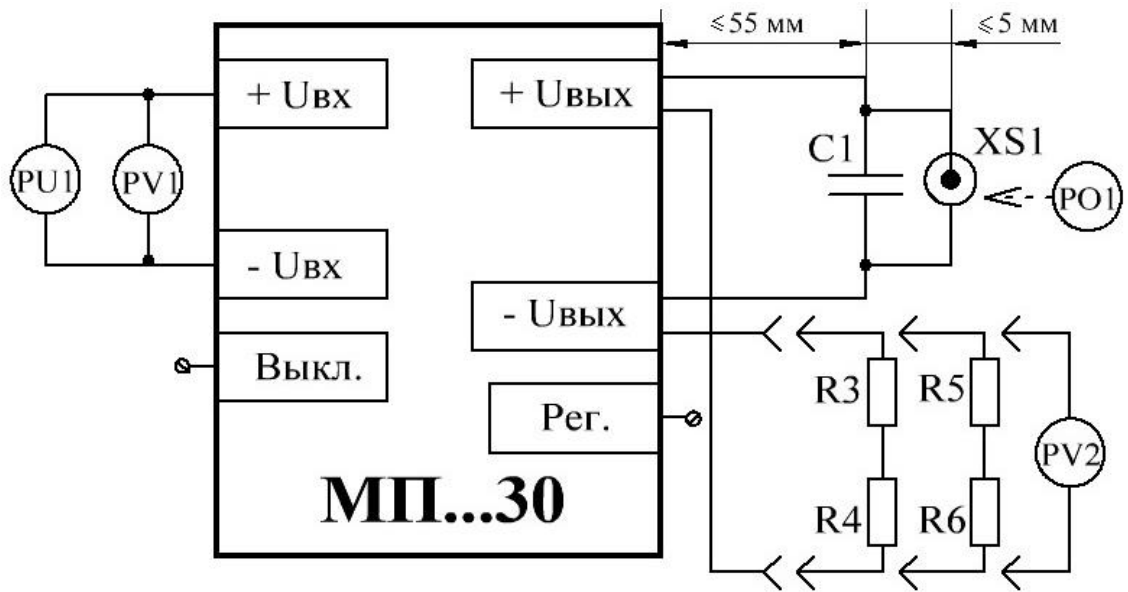 ⩽55 мм
⩽5 мм
+ Uвх
+ Uвых
C1
XS1
PU1
PV1
PO1
- Uвх
- Uвых
Выкл.
R3
R5
Рег.
PV2
МП...30
R4
R6